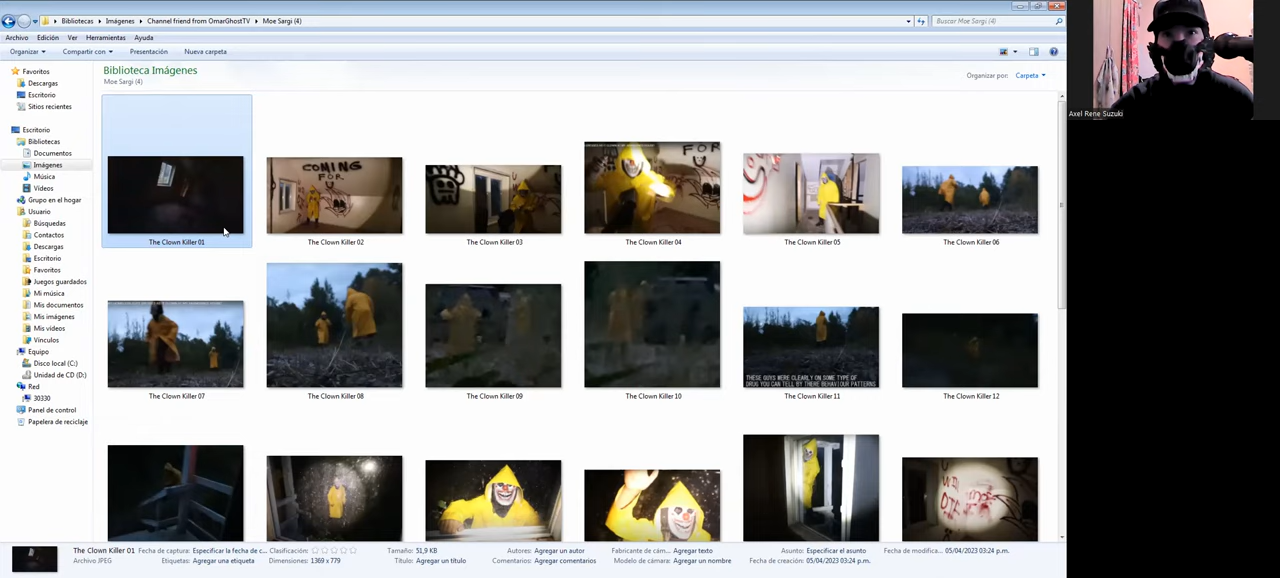 Bibliotecas ▸ Imágenes ▸ Channel friend from OmarGhostTV ▸ Moe Sargi (4)
Buscar Moe Sargi (4)
Archivo Edición Ver Herramientas Ayuda
Organizar Compartir con Presentación Nueva carpeta
Favoritos
Descargas
Escritorio
Sitios recientes
Escritorio
Bibliotecas
Documentos
Imágenes
Música
Vídeos
Grupo en el hogar
Usuario
Búsquedas
Contactos
Descargas
Escritorio
Favoritos
Juegos guardados
Mi música
Mis documentos
Mis imágenes
Mis vídeos
Vínculos
Equipo
Disco local (C:)
Unidad de CD (D:)
Red
30330
Panel de control
Papelera de reciclaje
Biblioteca Imágenes
Moe Sargi (4)
Organizar por: Carpeta
COMING
FOR
U
FOR
The Clown Killer 01
The Clown Killer 02
The Clown Killer 03
The Clown Killer 04
The Clown Killer 05
The Clown Killer 06
THESE GUYS WERE CLEARLY ON SOME TYPE OF
DRUG YOU CAN TELL BY THERE BEHAVIOUR PATTERNS
The Clown Killer 07
The Clown Killer 08
The Clown Killer 09
The Clown Killer 10
The Clown Killer 11
The Clown Killer 12
The Clown Killer 01 Fecha de captura: Especificar la fecha de c... Clasificación: Tamaño: 51,9 KB Autores: Agregar un autor Fabricante de cám... Agregar texto Asunto: Especificar el asunto Fecha de modifica... 05/04/2023 03:24 p.m.
Archivo JPEG Etiquetas: Agregar una etiqueta Dimensiones: 1369 x 779 Título: Agregar un título Comentarios: Agregar comentarios Modelo de cámara: Agregar un nombre Fecha de creación: 05/04/2023 03:24 p.m.
Axel Rene Suzuki